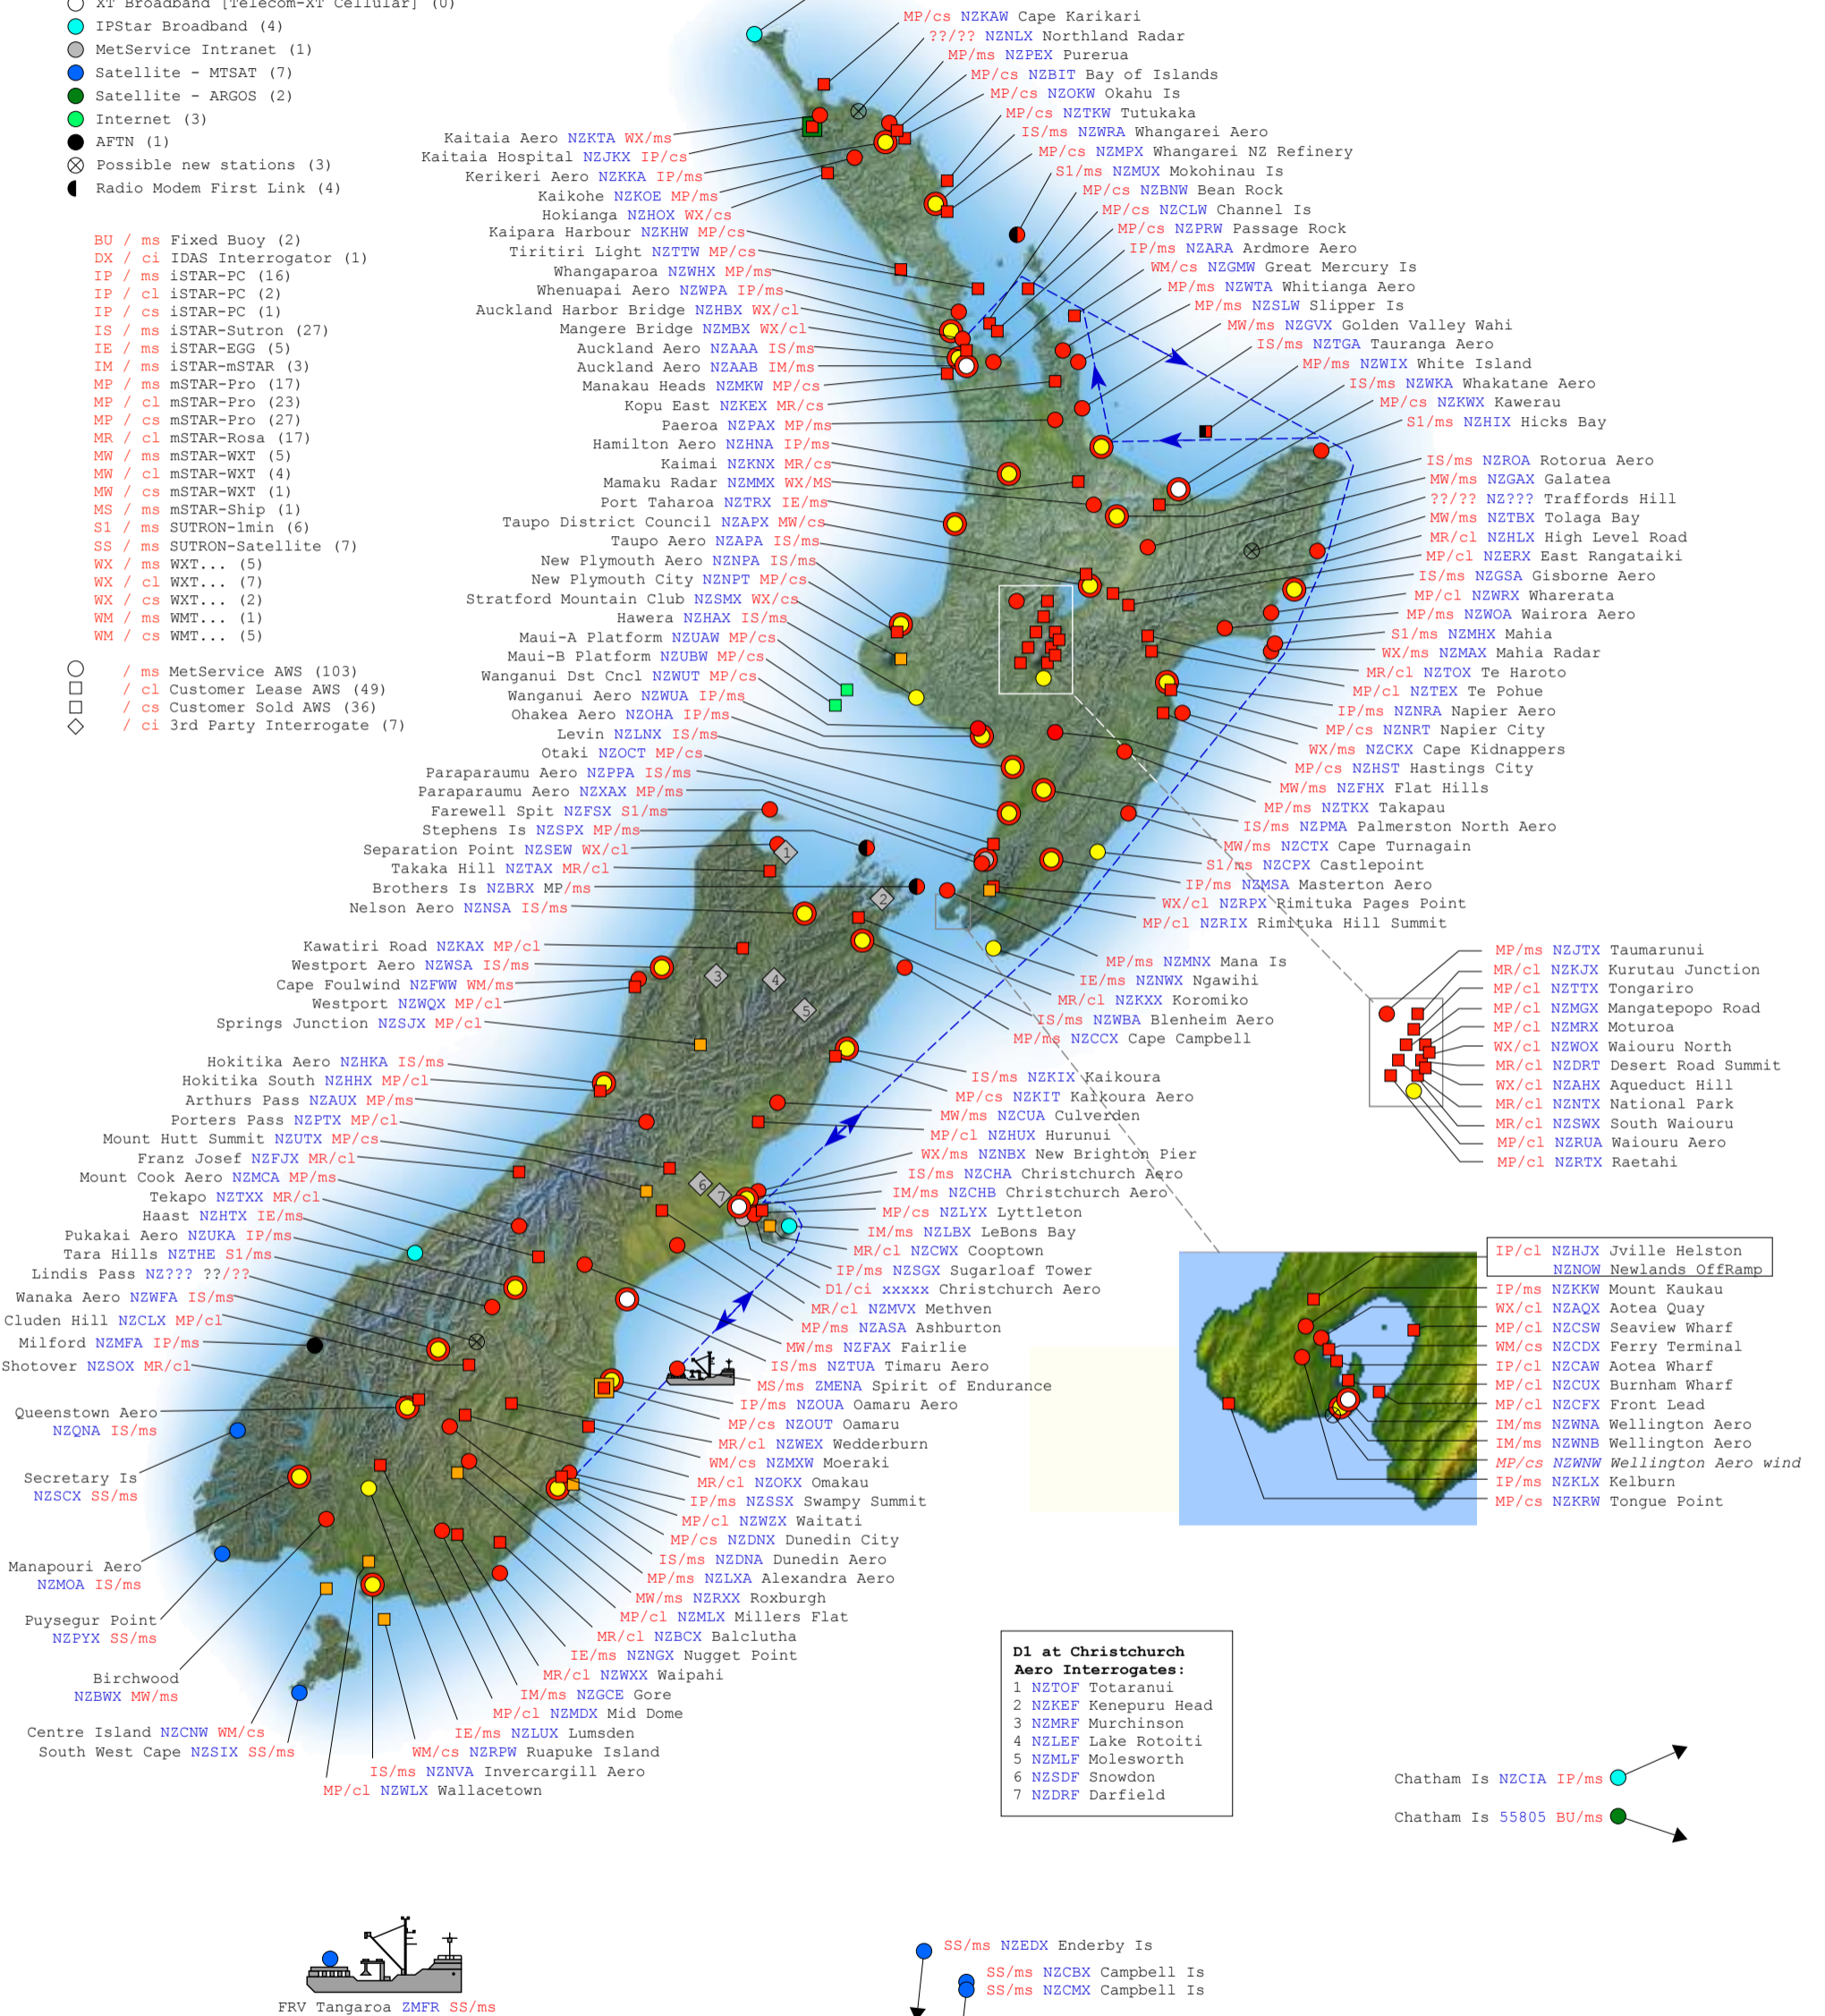 XT Broadband [Telecom-XT Cellular] (0)
IPStar Broadband (4)
MetService Intranet (1)
Satellite - MTSAT (7)
Satellite - ARGOS (2)
Internet (3)
AFTN (1)
Possible new stations (3)
Radio Modem First Link (4)
BU / ms Fixed Buoy (2)
DX / ci IDAS Interrogator (1)
IP / ms iSTAR-PC (16)
IP / cl iSTAR-PC (2)
IP / cs iSTAR-PC (1)
IS / ms iSTAR-Sutron (27)
IE / ms iSTAR-EGG (5)
IM / ms iSTAR-mSTAR (3)
MP / ms mSTAR-Pro (17)
MP / cl mSTAR-Pro (23)
MP / cs mSTAR-Pro (27)
MR / cl mSTAR-Rosa (17)
MW / ms mSTAR-WXT (5)
MW / cl mSTAR-WXT (4)
MW / cs mSTAR-WXT (1)
MS / ms mSTAR-Ship (1)
S1 / ms SUTRON-1min (6)
SS / ms SUTRON-Satellite (7)
WX / ms WXT... (5)
WX / cl WXT... (7)
WX / cs WXT... (2)
WM / ms WMT... (1)
WM / cs WMT... (5)
/ ms MetService AWS (103)
/ cl Customer Lease AWS (49)
/ cs Customer Sold AWS (36)
/ ci 3rd Party Interrogate (7)
Kaitaia Aero NZKTA WX/ms
Kaitaia Hospital NZJKX IP/cs
Kerikeri Aero NZKKA IP/ms
Kaikohe NZKOE MP/ms
Hokianga NZHOX WX/cs
Kaipara Harbour NZKHW MP/cs
Tiritiri Light NZTTW MP/cs
Whangaparoa NZWHX MP/ms
Whenuapai Aero NZWPA IP/ms
Auckland Harbor Bridge NZHBX WX/cl
Mangere Bridge NZMBX WX/cl
Auckland Aero NZAAA IS/ms
Auckland Aero NZAAB IM/ms
Manakau Heads NZMKW MP/cs
Kopu East NZKEX MR/cs
Paeroa NZPAX MP/ms
Hamilton Aero NZHNA IP/ms
Kaimai NZKNX MR/cs
Mamaku Radar NZMMX WX/MS
Port Taharoa NZTRX IE/ms
Taupo District Council NZAPX MW/cs
Taupo Aero NZAPA IS/ms
New Plymouth Aero NZNPA IS/ms
New Plymouth City NZNPT MP/cs
Stratford Mountain Club NZSMX WX/cs
Hawera NZHAX IS/ms
Maui-A Platform NZUAW MP/cs
Maui-B Platform NZUBW MP/cs
Wanganui Dst Cncl NZWUT MP/cs
Wanganui Aero NZWUA IP/ms
Ohakea Aero NZOHA IP/ms
Levin NZLNX IS/ms
Otaki NZOCT MP/cs
Paraparaumu Aero NZPPA IS/ms
Paraparaumu Aero NZXAX MP/ms
Farewell Spit NZFSX S1/ms
Stephens Is NZSPX MP/ms
Separation Point NZSEW WX/cl
Takaka Hill NZTAX MR/cl
Brothers Is NZBRX MP/ms
Nelson Aero NZNSA IS/ms
Kawatiri Road NZKAX MP/cl
Westport Aero NZWSA IS/ms
Cape Foulwind NZFWW WM/ms
Westport NZWQX MP/cl
Springs Junction NZSJX MP/cl
Hokitika Aero NZHKA IS/ms
Hokitika South NZHHX MP/cl
Arthurs Pass NZAUX MP/ms
Porters Pass NZPTX MP/cl
Mount Hutt Summit NZUTX MP/cs
Franz Josef NZFJX MR/cl
Mount Cook Aero NZMCA MP/ms
Tekapo NZTXX MR/cl
Haast NZHTX IE/ms
Pukakai Aero NZUKA IP/ms
Tara Hills NZTHE S1/ms
Lindis Pass NZ??? ??/??
Wanaka Aero NZWFA IS/ms
Cluden Hill NZCLX MP/cl
Milford NZMFA IP/ms
Shotover NZSOX MR/cl
Queenstown Aero
NZQNA IS/ms
Secretary Is
NZSCX SS/ms
Manapouri Aero
NZMOA IS/ms
Puysegur Point
NZPYX SS/ms
Birchwood
NZBWX MW/ms
Centre Island NZCNW WM/cs
South West Cape NZSIX SS/ms
MP/cs NZKAW Cape Karikari
??/?? NZNLX Northland Radar
MP/ms NZPEX Purerua
MP/cs NZBIT Bay of Islands
MP/cs NZOKW Okahu Is
MP/cs NZTKW Tutukaka
IS/ms NZWRA Whangarei Aero
MP/cs NZMPX Whangarei NZ Refinery
S1/ms NZMUX Mokohinau Is
MP/cs NZBNW Bean Rock
MP/cs NZCLW Channel Is
MP/cs NZPRW Passage Rock
IP/ms NZARA Ardmore Aero
WM/cs NZGMW Great Mercury Is
MP/ms NZWTA Whitianga Aero
MP/ms NZSLW Slipper Is
MW/ms NZGVX Golden Valley Wahi
IS/ms NZTGA Tauranga Aero
MP/ms NZWIX White Island
IS/ms NZWKA Whakatane Aero
MP/cs NZKWX Kawerau
S1/ms NZHIX Hicks Bay
IS/ms NZROA Rotorua Aero
MW/ms NZGAX Galatea
??/?? NZ??? Traffords Hill
MW/ms NZTBX Tolaga Bay
MR/cl NZHLX High Level Road
MP/cl NZERX East Rangataiki
IS/ms NZGSA Gisborne Aero
MP/cl NZWRX Wharerata
MP/ms NZWOA Wairora Aero
S1/ms NZMHX Mahia
WX/ms NZMAX Mahia Radar
MR/cl NZTOX Te Haroto
MP/cl NZTEX Te Pohue
IP/ms NZNRA Napier Aero
MP/cs NZNRT Napier City
WX/ms NZCKX Cape Kidnappers
MP/cs NZHST Hastings City
MW/ms NZFHX Flat Hills
MP/ms NZTKX Takapau
IS/ms NZPMA Palmerston North Aero
MW/ms NZCTX Cape Turnagain
S1/ms NZCPX Castlepoint
IP/ms NZMSA Masterton Aero
WX/cl NZRPX Rimituka Pages Point
MP/cl NZRIX Rimituka Hill Summit
MP/ms NZMNX Mana Is
IE/ms NZNWX Ngawihi
MR/cl NZKXX Koromiko
IS/ms NZWBA Blenheim Aero
MP/ms NZCCX Cape Campbell
IS/ms NZKIX Kaikoura
MP/cs NZKIT Kaikoura Aero
MW/ms NZCUA Culverden
MP/cl NZHUX Hurunui
WX/ms NZNBX New Brighton Pier
IS/ms NZCHA Christchurch Aero
IM/ms NZCHB Christchurch Aero
MP/cs NZLYX Lyttleton
IM/ms NZLBX LeBons Bay
MR/cl NZCWX Cooptown
IP/ms NZSGX Sugarloaf Tower
D1/ci xxxxx Christchurch Aero
MR/cl NZMVX Methven
MP/ms NZASA Ashburton
MW/ms NZFAX Fairlie
IS/ms NZTUA Timaru Aero
MS/ms ZMENA Spirit of Endurance
IP/ms NZOUA Oamaru Aero
MP/cs NZOUT Oamaru
MR/cl NZWEX Wedderburn
WM/cs NZMXW Moeraki
MR/cl NZOKX Omakau
IP/ms NZSSX Swampy Summit
MP/cl NZWZX Waitati
MP/cs NZDNX Dunedin City
IS/ms NZDNA Dunedin Aero
MP/ms NZLXA Alexandra Aero
MW/ms NZRXX Roxburgh
MP/cl NZMLX Millers Flat
MR/cl NZBCX Balclutha
IE/ms NZNGX Nugget Point
MR/cl NZWXX Waipahi
IM/ms NZGCE Gore
MP/cl NZMDX Mid Dome
IE/ms NZLUX Lumsden
WM/cs NZRPW Ruapuke Island
IS/ms NZNVA Invercargill Aero
MP/cl NZWLX Wallacetown
1
2
3
4
5
6
7
MP/ms NZJTX Taumarunui
MR/cl NZKJX Kurutau Junction
MP/cl NZTTX Tongariro
MP/cl NZMGX Mangatepopo Road
MP/cl NZMRX Moturoa
WX/cl NZWOX Waiouru North
MR/cl NZDRT Desert Road Summit
WX/cl NZAHX Aqueduct Hill
MR/cl NZNTX National Park
MR/cl NZSWX South Waiouru
MP/cl NZRUA Waiouru Aero
MP/cl NZRTX Raetahi
IP/cl NZHJX Jville Helston
NZNOW Newlands OffRamp
IP/ms NZKKW Mount Kaukau
WX/cl NZAQX Aotea Quay
MP/cl NZCSW Seaview Wharf
WM/cs NZCDX Ferry Terminal
IP/cl NZCAW Aotea Wharf
MP/cl NZCUX Burnham Wharf
MP/cl NZCFX Front Lead
IM/ms NZWNA Wellington Aero
IM/ms NZWNB Wellington Aero
MP/cs NZWNW Wellington Aero wind
IP/ms NZKLX Kelburn
MP/cs NZKRW Tongue Point
D1 at Christchurch
Aero Interrogates:
1 NZTOF Totaranui
2 NZKEF Kenepuru Head
3 NZMRF Murchinson
4 NZLEF Lake Rotoiti
5 NZMLF Molesworth
6 NZSDF Snowdon
7 NZDRF Darfield
Chatham Is NZCIA IP/ms
Chatham Is 55805 BU/ms
FRV Tangaroa ZMFR SS/ms
SS/ms NZEDX Enderby Is
SS/ms NZCBX Campbell Is
SS/ms NZCMX Campbell Is